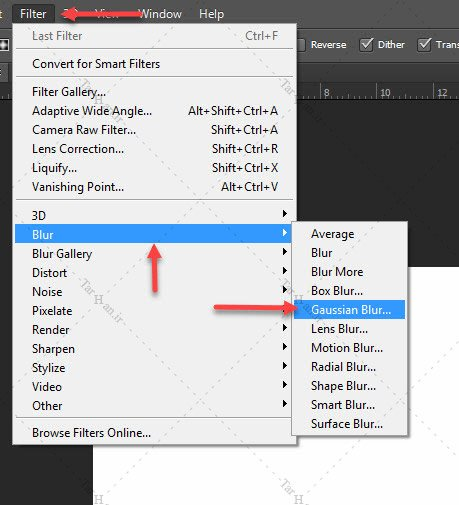 Filter View Window Help
Last Filter Ctrl+F
Reverse Dither
Convert for Smart Filters
8 10 12
Filter Gallery...
Adaptive Wide Angle... Alt+Shift+Ctrl+A
Camera Raw Filter... Shift+Ctrl+A
Lens Correction... Shift+Ctrl+R
Liquify... Shift+Ctrl+X
Vanishing Point... Alt+Ctrl+V
3D
Blur
Blur Gallery
Distort
Noise
Pixelate
Render
Sharpen
Stylize
Video
Other
Browse Filters Online...
Average
Blur
Blur More
Box Blur...
Gaussian Blur...
Lens Blur...
Motion Blur...
Radial Blur...
Shape Blur...
Smart Blur...
Surface Blur...
TarHan.ir